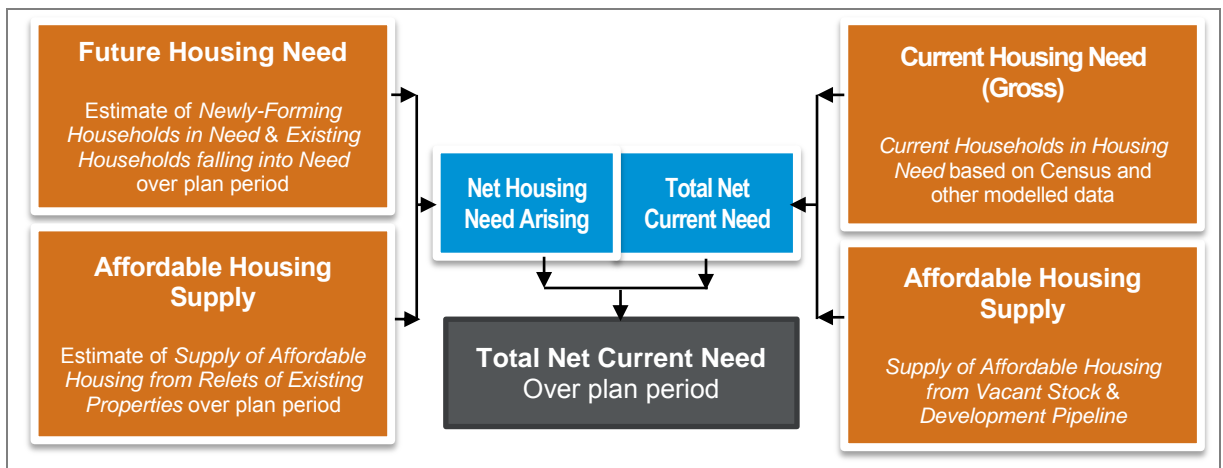 Future Housing Need
Estimate of Newly-Forming
Households in Need & Existing
Households falling into Need
over plan period
Affordable Housing
Supply
Estimate of Supply of Affordable
Housing from Relets of Existing
Properties over plan period
Net Housing
Need Arising
Total Net
Current Need
Total Net Current Need
Over plan period
Current Housing Need
(Gross)
Current Households in Housing
Need based on Census and
other modelled data
Affordable Housing
Supply
Supply of Affordable Housing
from Vacant Stock &
Development Pipeline